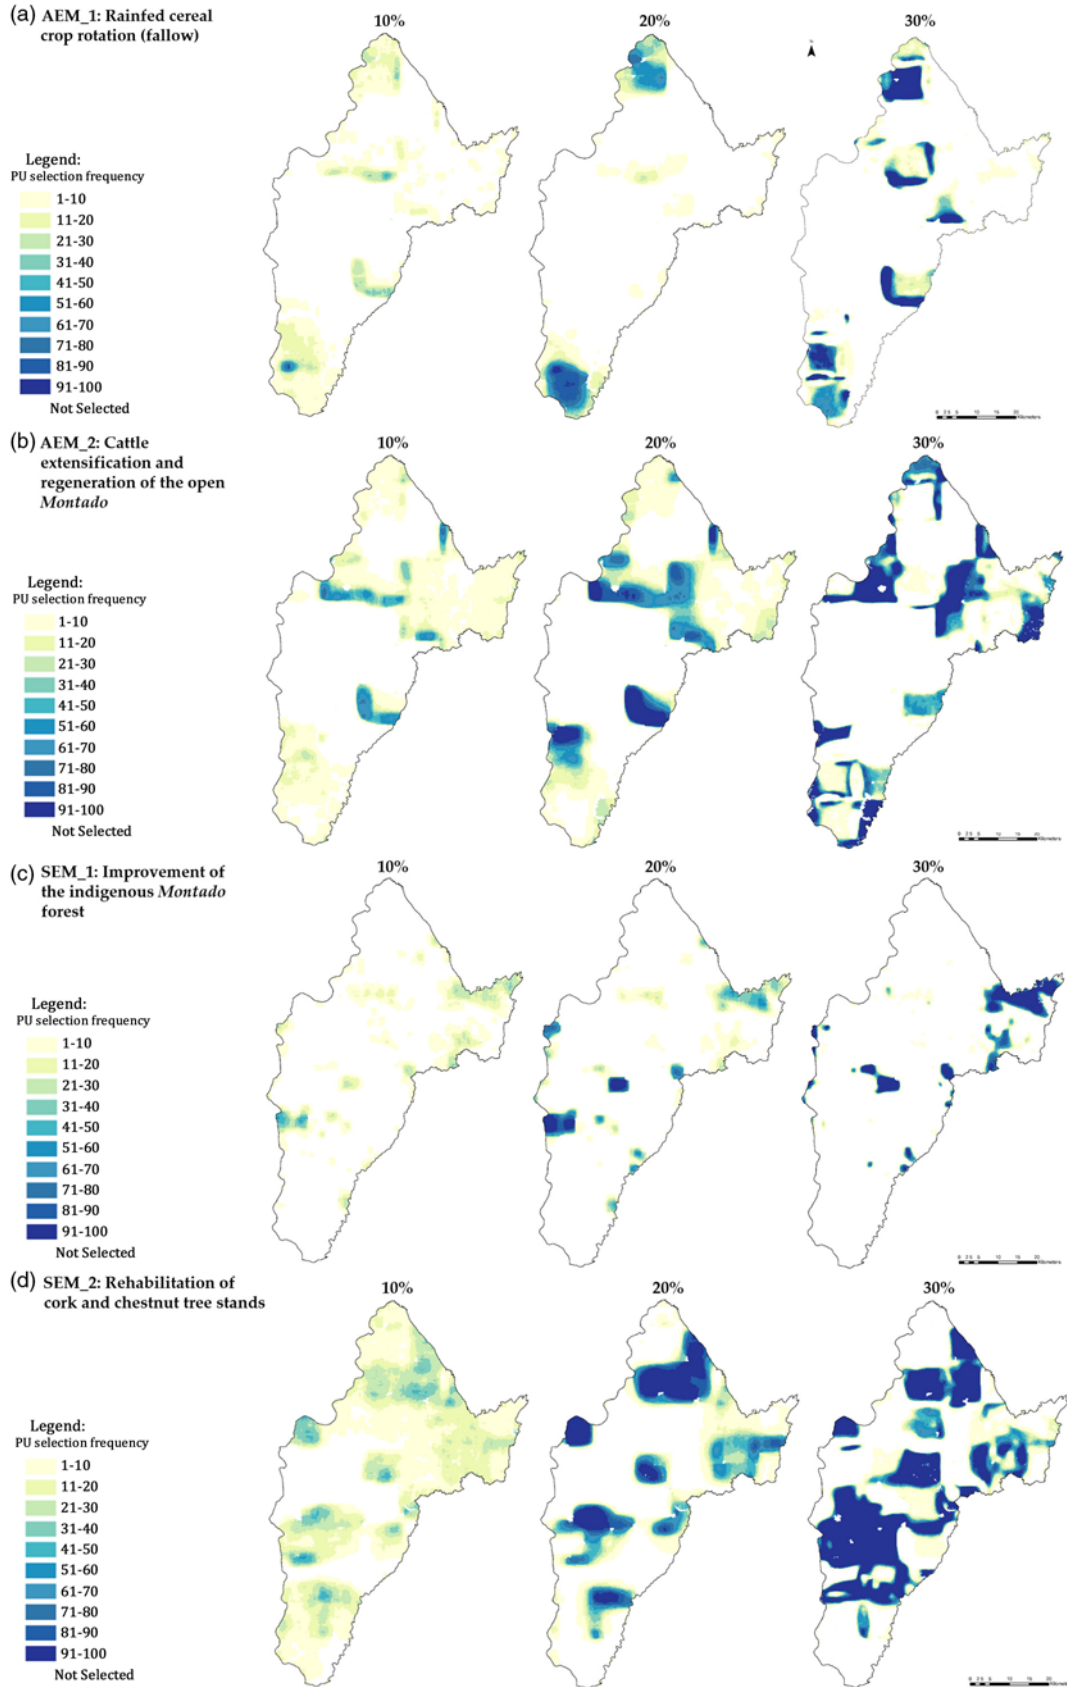 (a) AEM_1: Rainfed cereal
crop rotation (fallow)
10%
20%
30%
Legend:
PU selection frequency
1-10
11-20
21-30
31-40
41-50
51-60
61-70
71-80
81-90
91-100
Not Selected
(b) AEM_2: Cattle
extensification and
regeneration of the open
Montado
10%
20%
30%
Legend:
PU selection frequency
1-10
11-20
21-30
31-40
41-50
51-60
61-70
71-80
81-90
91-100
Not Selected
(c) SEM_1: Improvement of
the indigenous Montado
forest
10%
20%
30%
Legend:
PU selection frequency
1-10
11-20
21-30
31-40
41-50
51-60
61-70
71-80
81-90
91-100
Not Selected
(d) SEM_2: Rehabilitation of
cork and chestnut tree stands
10%
20%
30%
Legend:
PU selection frequency
1-10
11-20
21-30
31-40
41-50
51-60
61-70
71-80
81-90
91-100
Not Selected